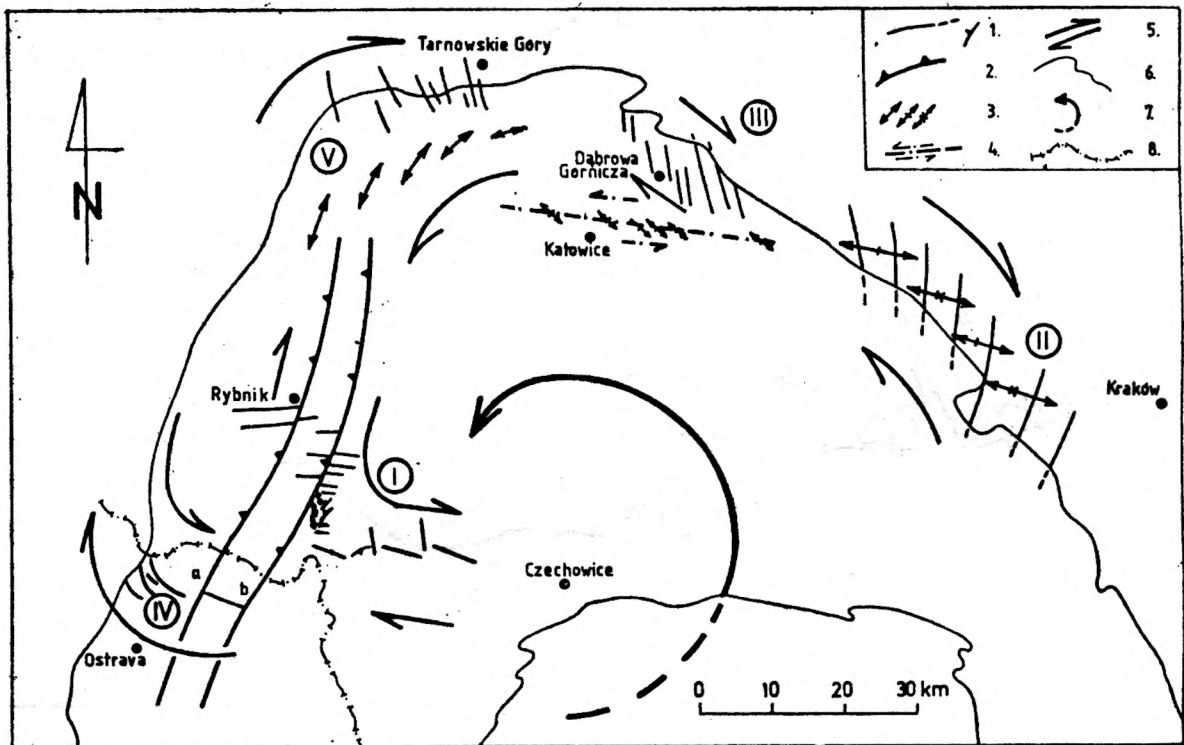 Tarnowskie Góry
1. 5.
2. 6.
3. 7.
4. 8.
N
III
V
Dąbrowa
Górnicza
Katowice
II
Kraków
Rybnik
I
a
b
Czechowice
IV
Ostrava
0 10 20 30 km